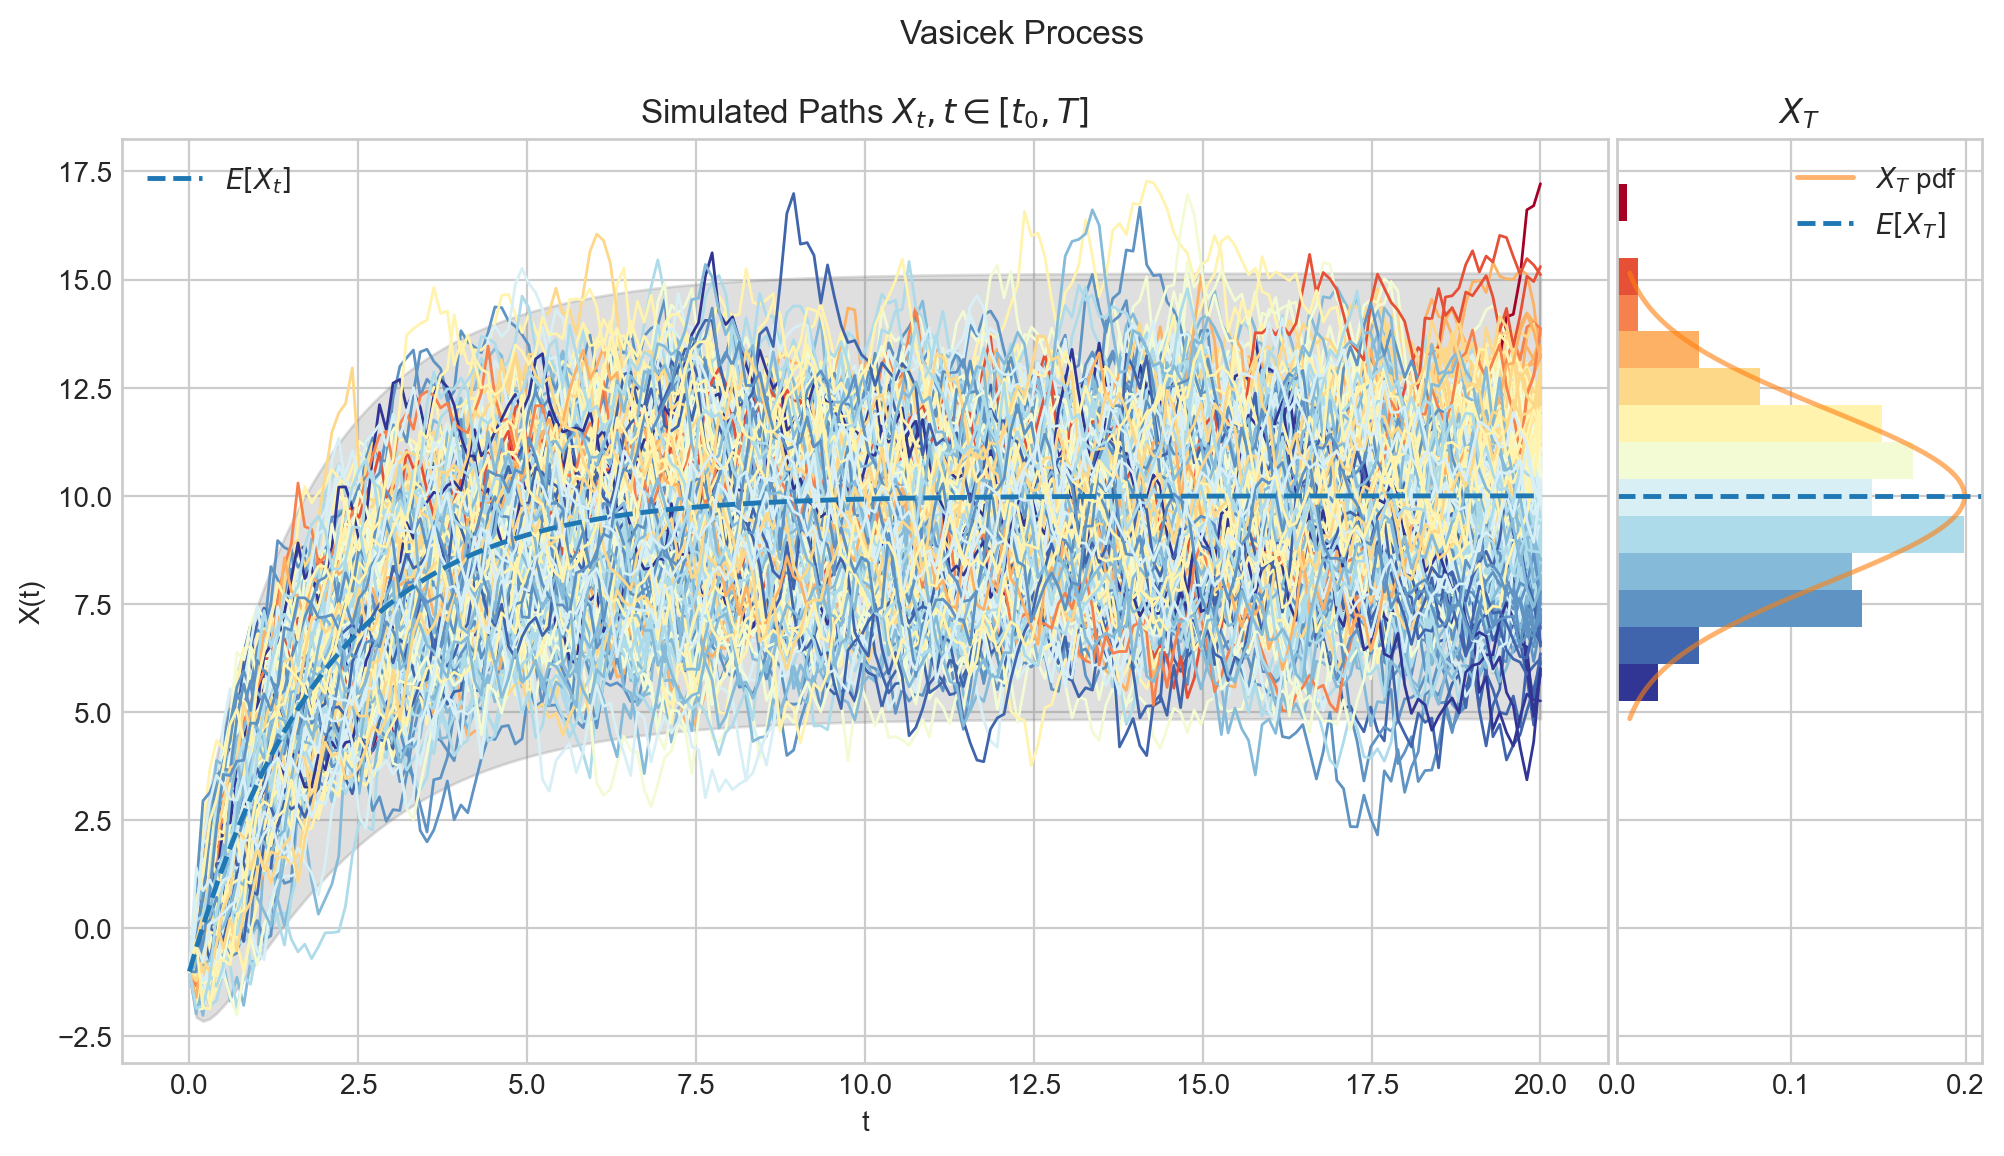 Vasicek Process
Simulated Paths $X_t, t \in [t_0, T]$
$X_T$
17.5
15.0
12.5
10.0
7.5
5.0
2.5
0.0
−2.5
X(t)
$E[X_t]$
$X_T$ pdf
$E[X_T]$
0.0 2.5 5.0 7.5 10.0 12.5 15.0 17.5 20.0
0.0 0.1 0.2
t